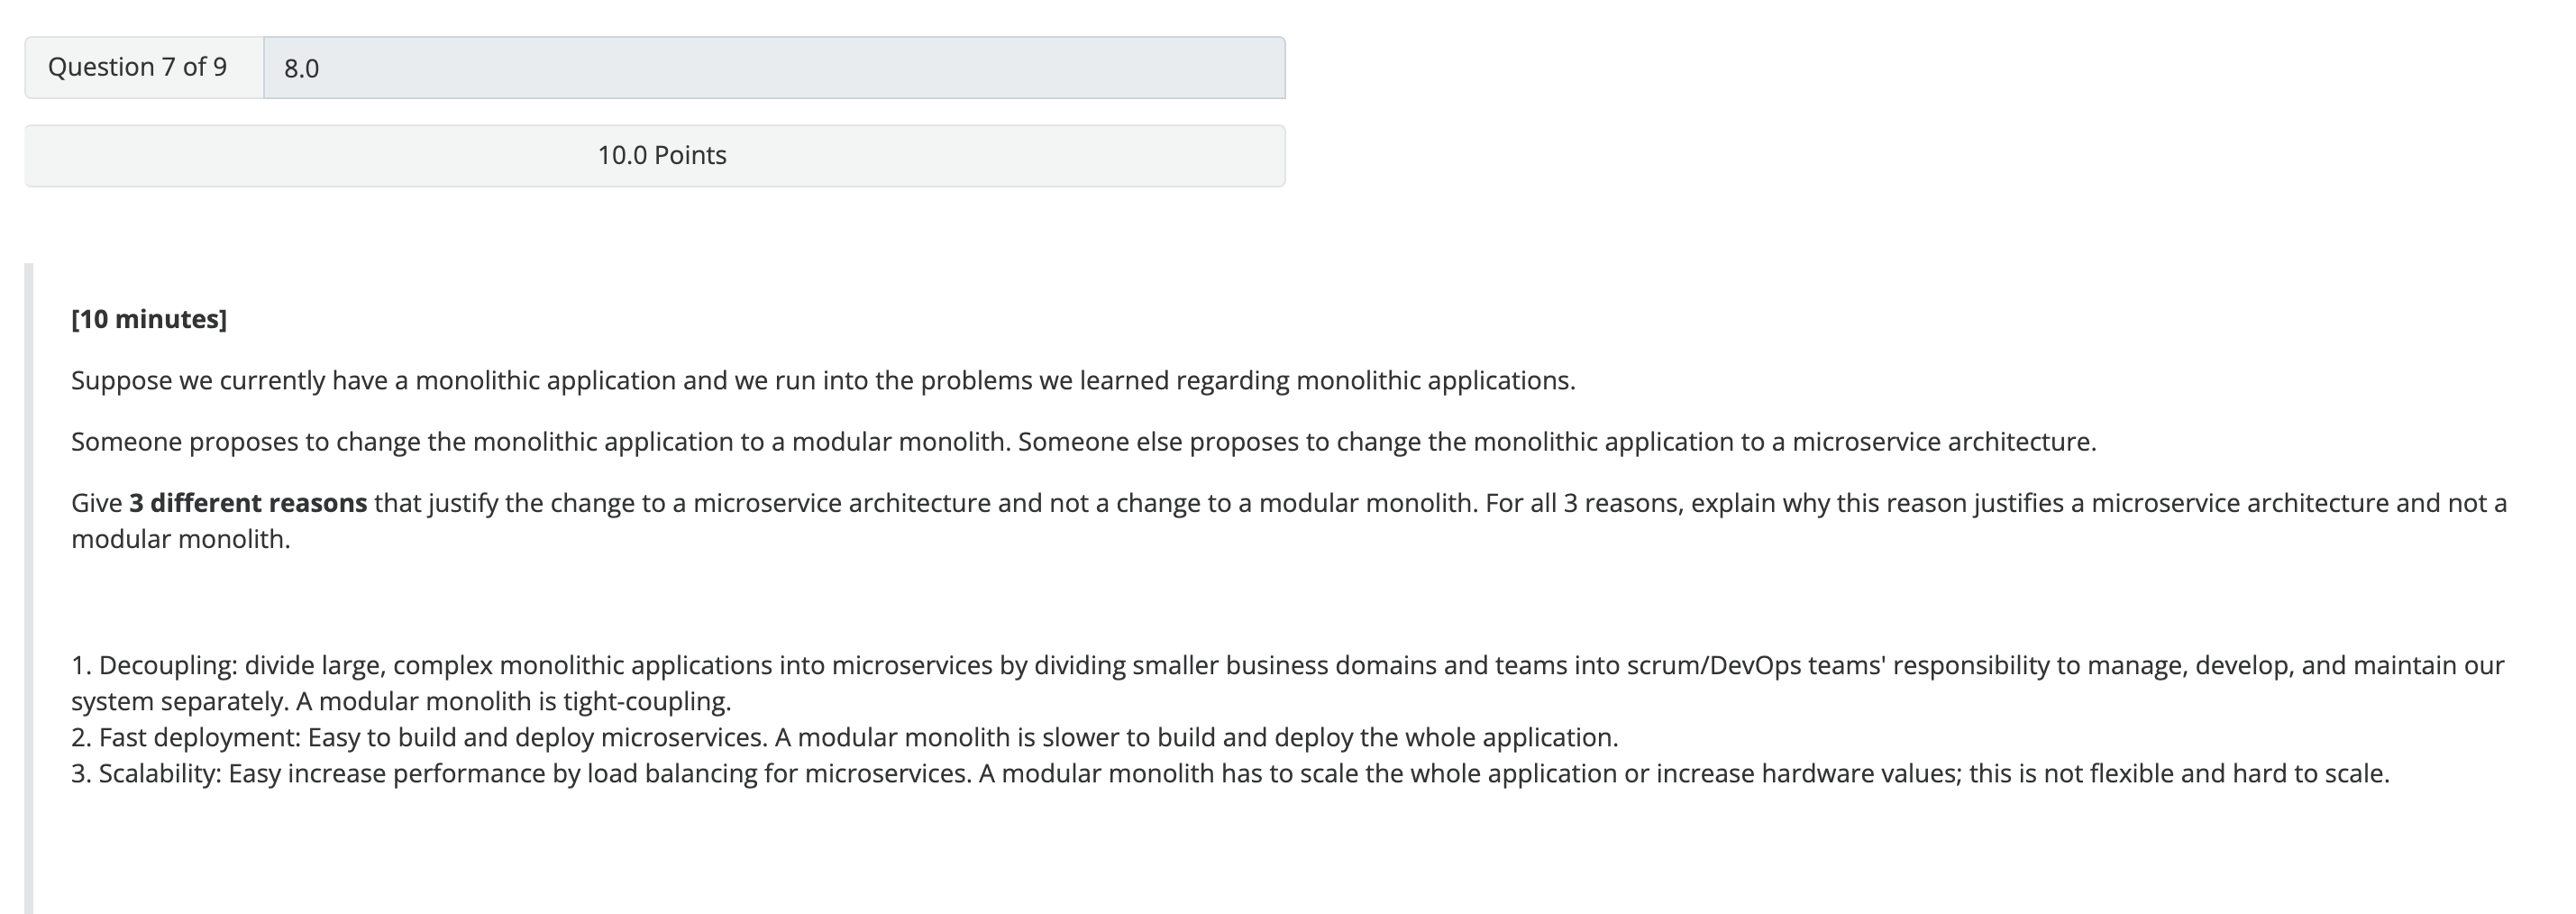 Question 7 of 9
8.0
10.0 Points
[10 minutes]
Suppose we currently have a monolithic application and we run into the problems we learned regarding monolithic applications.
Someone proposes to change the monolithic application to a modular monolith. Someone else proposes to change the monolithic application to a microservice architecture.
Give 3 different reasons that justify the change to a microservice architecture and not a change to a modular monolith. For all 3 reasons, explain why this reason justifies a microservice architecture and not a
modular monolith.
1. Decoupling: divide large, complex monolithic applications into microservices by dividing smaller business domains and teams into scrum/DevOps teams' responsibility to manage, develop, and maintain our
system separately. A modular monolith is tight-coupling.
2. Fast deployment: Easy to build and deploy microservices. A modular monolith is slower to build and deploy the whole application.
3. Scalability: Easy increase performance by load balancing for microservices. A modular monolith has to scale the whole application or increase hardware values; this is not flexible and hard to scale.